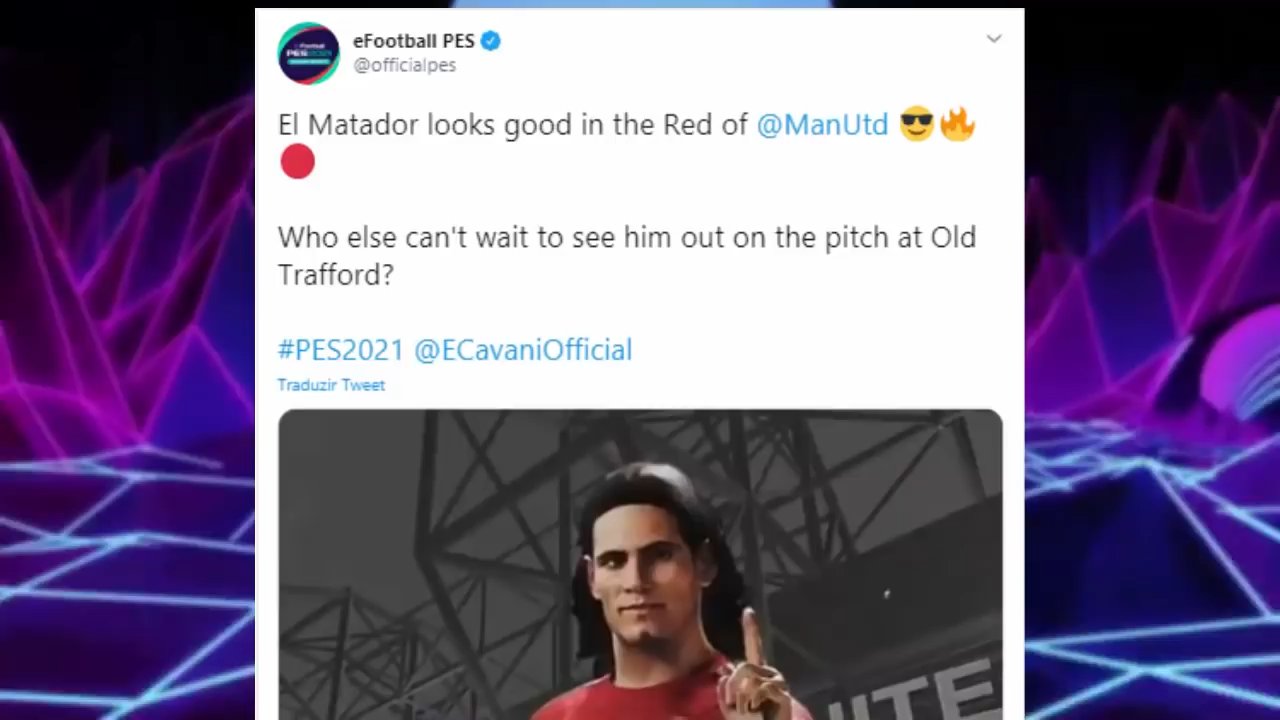 eFootball PES
@officialpes
El Matador looks good in the Red of @ManUtd 😎🔥
🔴
Who else can't wait to see him out on the pitch at Old
Trafford?
#PES2021 @ECavaniOfficial
Traduzir Tweet